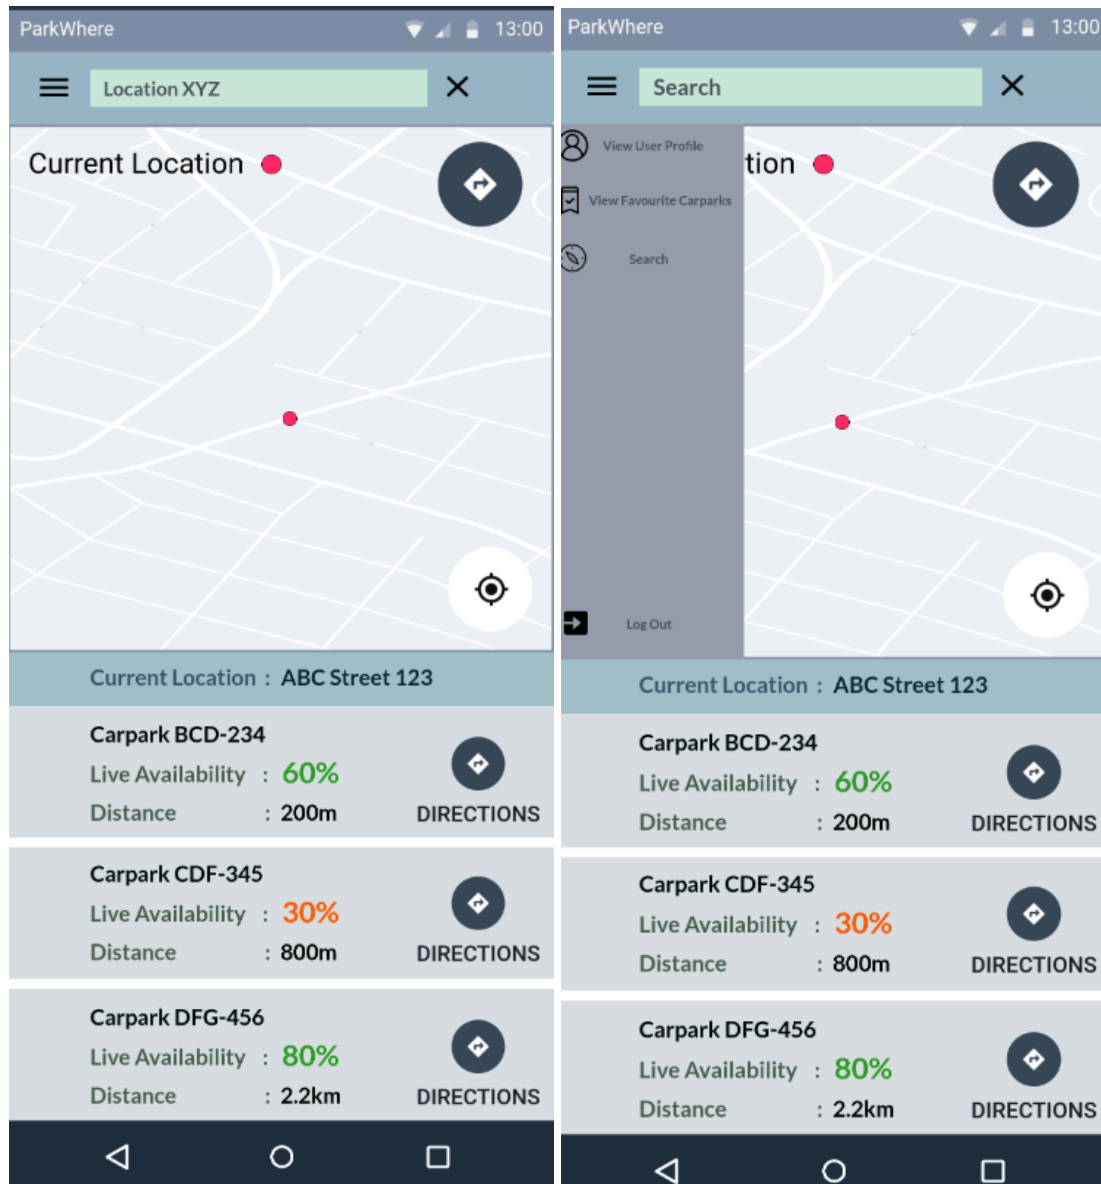 ParkWhere 13:00
Location XYZ
Current Location
Current Location : ABC Street 123
Carpark BCD-234
Live Availability : 60%
Distance : 200m
DIRECTIONS
Carpark CDF-345
Live Availability : 30%
Distance : 800m
DIRECTIONS
Carpark DFG-456
Live Availability : 80%
Distance : 2.2km
DIRECTIONS
ParkWhere 13:00
Search
View User Profile
tion
View Favourite Carparks
Search
Log Out
Current Location : ABC Street 123
Carpark BCD-234
Live Availability : 60%
Distance : 200m
DIRECTIONS
Carpark CDF-345
Live Availability : 30%
Distance : 800m
DIRECTIONS
Carpark DFG-456
Live Availability : 80%
Distance : 2.2km
DIRECTIONS